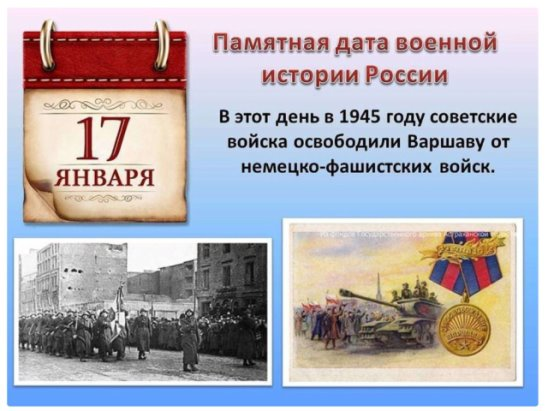 Памятная дата военной
истории России
17
ЯНВАРЯ
В этот день в 1945 году советские
войска освободили Варшаву от
немецко-фашистских войск.